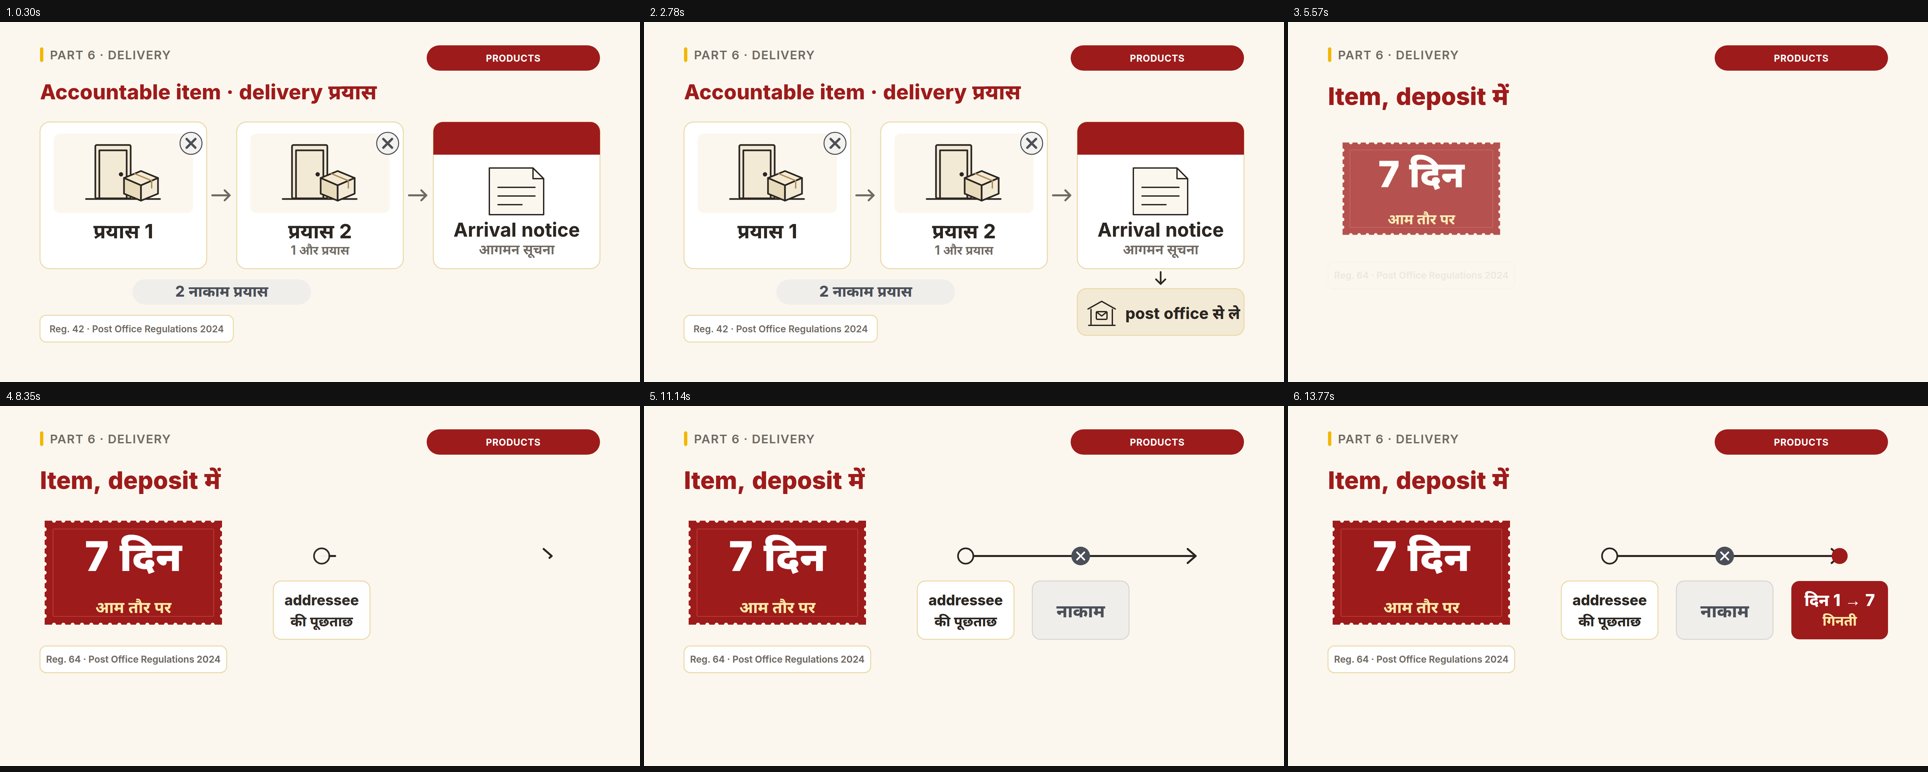 1. 0.30s
PART 6 · DELIVERY
PRODUCTS
Accountable item · delivery प्रयास
प्रयास 1
प्रयास 2
1 और प्रयास
Arrival notice
आगमन सूचना
2 नाकाम प्रयास
Reg. 42 · Post Office Regulations 2024
2. 2.78s
PART 6 · DELIVERY
PRODUCTS
Accountable item · delivery प्रयास
प्रयास 1
प्रयास 2
1 और प्रयास
Arrival notice
आगमन सूचना
2 नाकाम प्रयास
post office से ले
Reg. 42 · Post Office Regulations 2024
3. 5.57s
PART 6 · DELIVERY
PRODUCTS
Item, deposit में
7 दिन
आम तौर पर
Reg. 64 · Post Office Regulations 2024
4. 8.35s
PART 6 · DELIVERY
PRODUCTS
Item, deposit में
7 दिन
आम तौर पर
addressee
की पूछताछ
Reg. 64 · Post Office Regulations 2024
5. 11.14s
PART 6 · DELIVERY
PRODUCTS
Item, deposit में
7 दिन
आम तौर पर
addressee
की पूछताछ
नाकाम
Reg. 64 · Post Office Regulations 2024
6. 13.77s
PART 6 · DELIVERY
PRODUCTS
Item, deposit में
7 दिन
आम तौर पर
addressee
की पूछताछ
नाकाम
दिन 1 → 7
गिनती
Reg. 64 · Post Office Regulations 2024